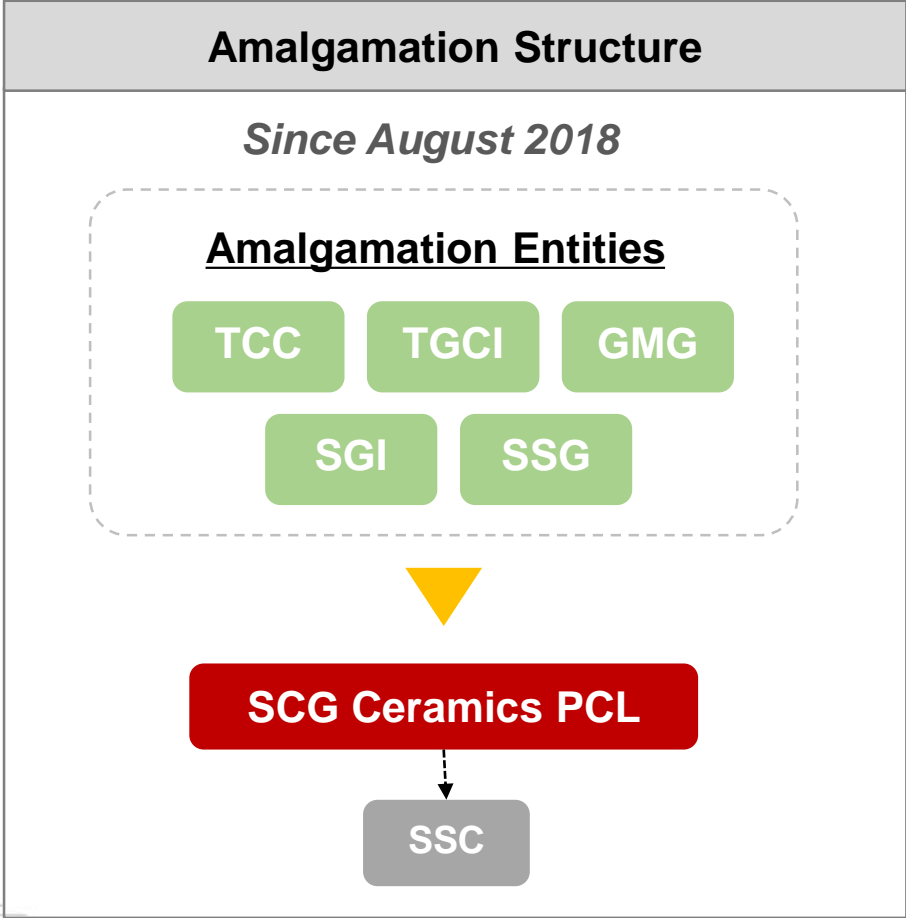 Amalgamation Structure
Since August 2018
Amalgamation Entities
TCC TGCI GMG
SGI SSG
SCG Ceramics PCL
SSC